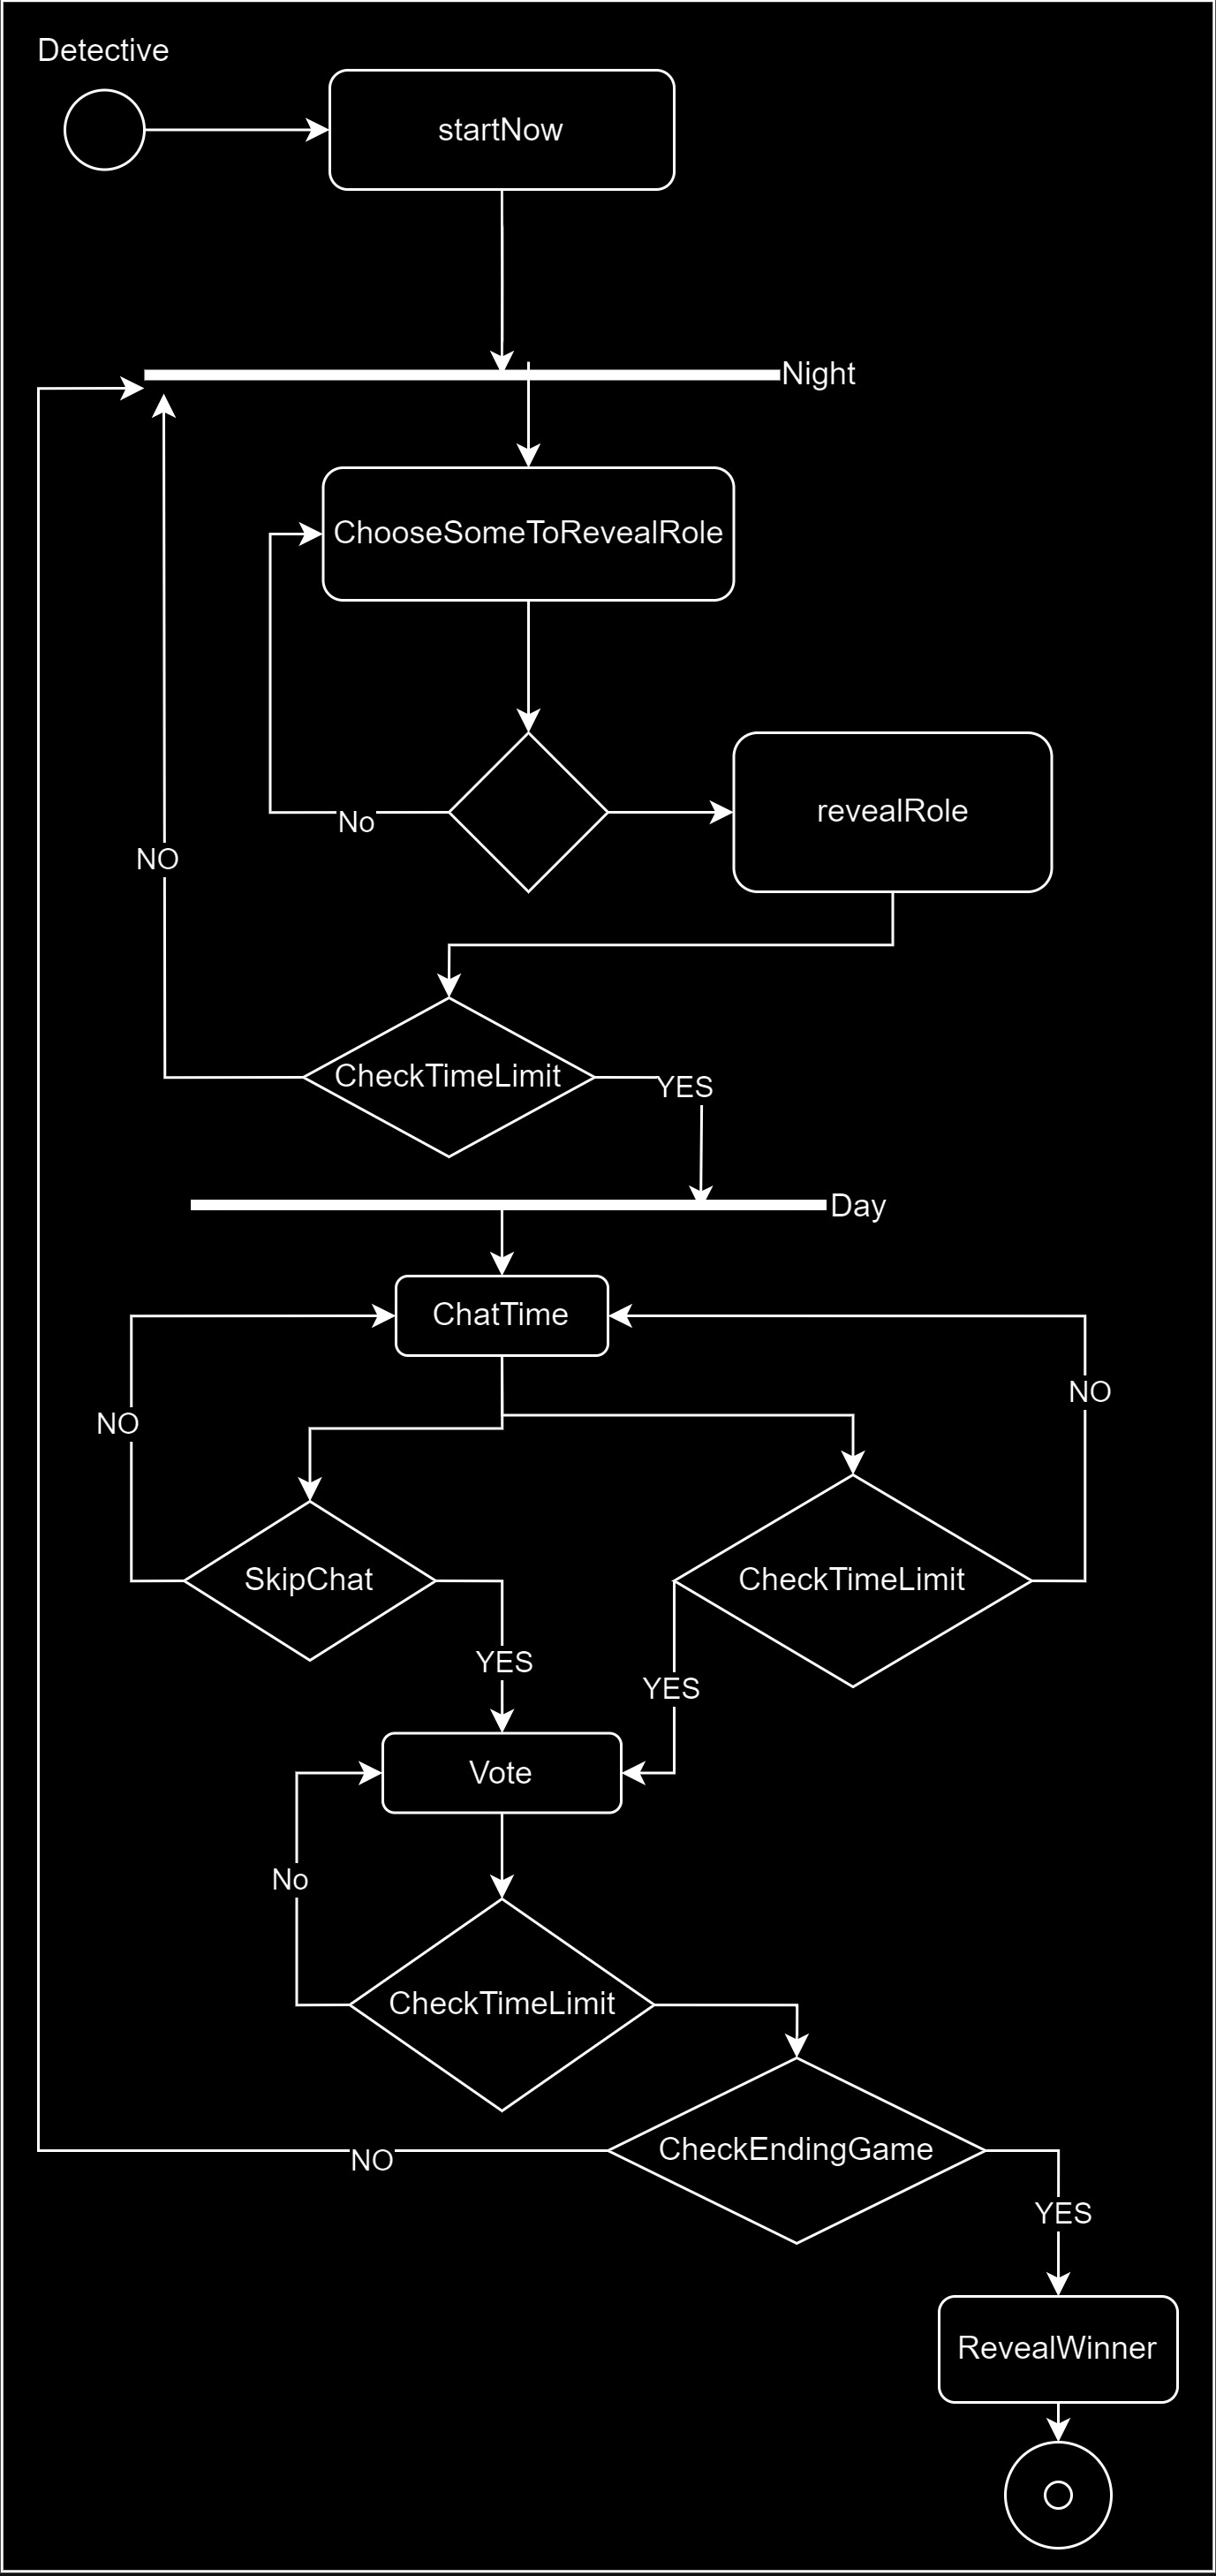 Detective
startNow
Night
ChooseSomeToRevealRole
No
revealRole
NO
CheckTimeLimit
YES
Day
ChatTime
NO
NO
SkipChat
CheckTimeLimit
YES
YES
Vote
No
CheckTimeLimit
CheckEndingGame
NO
YES
RevealWinner